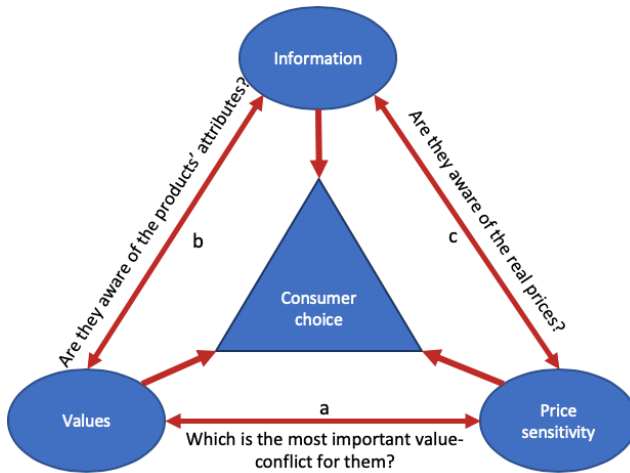 Information
Are they aware of the products' attributes?
Are they aware of the real prices?
b
c
Consumer
choice
Values
a
Price
sensitivity
Which is the most important value-
conflict for them?